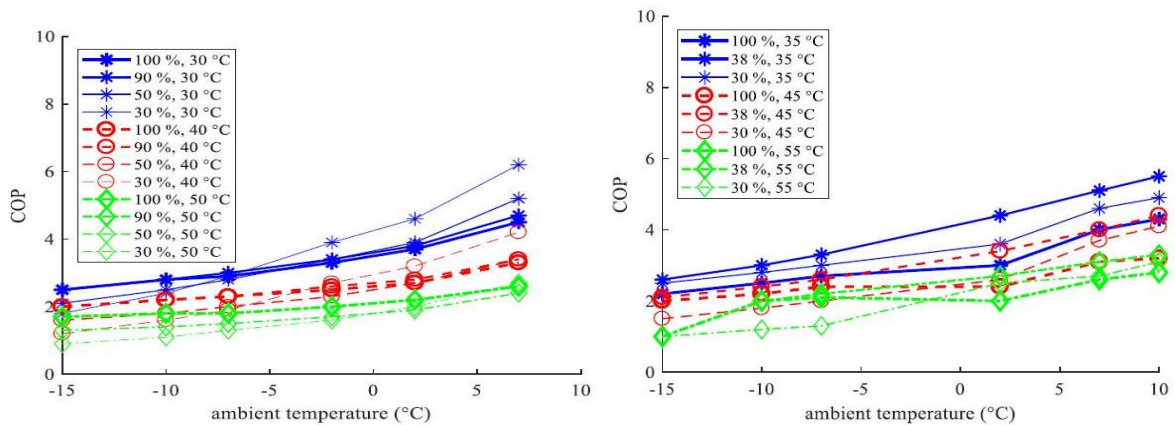 10
8
6
4
2
0
COP
100 %, 30 °C
90 %, 30 °C
50 %, 30 °C
30 %, 30 °C
100 %, 40 °C
90 %, 40 °C
50 %, 40 °C
30 %, 40 °C
100 %, 50 °C
90 %, 50 °C
50 %, 50 °C
30 %, 50 °C
-15 -10 -5 0 5 10
ambient temperature (°C)
10
8
6
4
2
0
COP
100 %, 35 °C
38 %, 35 °C
30 %, 35 °C
100 %, 45 °C
38 %, 45 °C
30 %, 45 °C
100 %, 55 °C
38 %, 55 °C
30 %, 55 °C
-15 -10 -5 0 5 10
ambient temperature (°C)